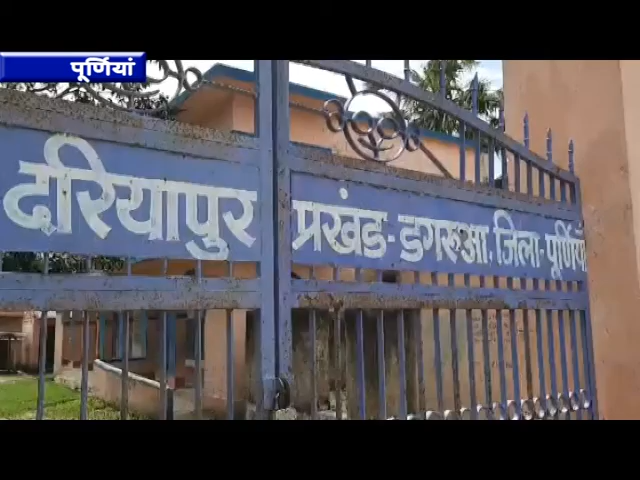 पूर्णियां
दरियापुर प्रखंड-डगरूआ, जिला-पूर्णियाँ